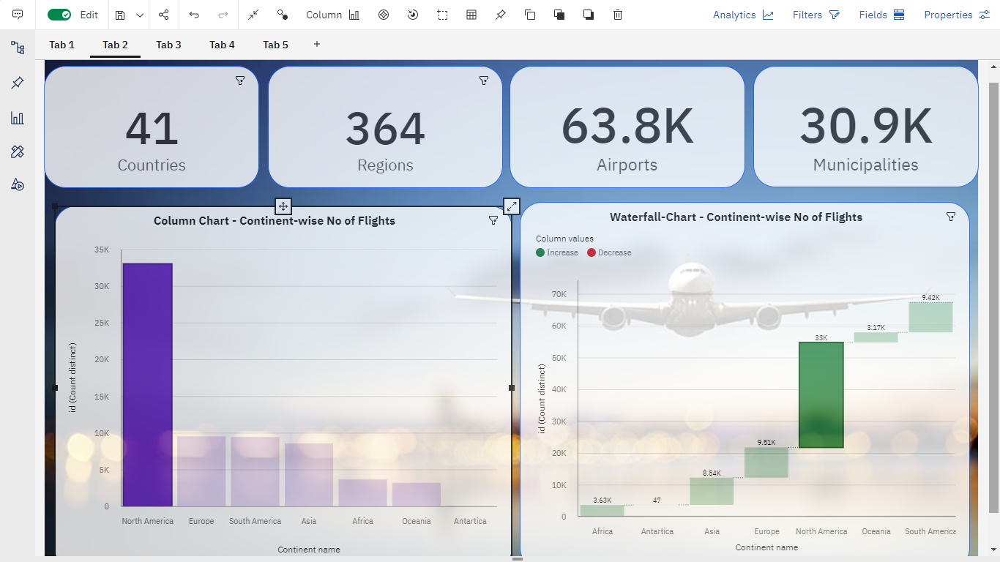 Edit
Column
Analytics
Filters
Fields
Properties
Tab 1
Tab 2
Tab 3
Tab 4
Tab 5
+
41
Countries
364
Regions
63.8K
Airports
30.9K
Municipalities
Column Chart - Continent-wise No of Flights
35K
30K
25K
20K
15K
10K
5K
0
id (Count distinct)
North America
Europe
South America
Asia
Africa
Oceania
Antartica
Continent name
Waterfall-Chart - Continent-wise No of Flights
Column values
Increase
Decrease
70K
60K
50K
40K
30K
20K
10K
0
id (Count distinct)
3.63K
47
8.54K
9.51K
33K
3.17K
9.42K
Africa
Antartica
Asia
Europe
North America
Oceania
South America
Continent name